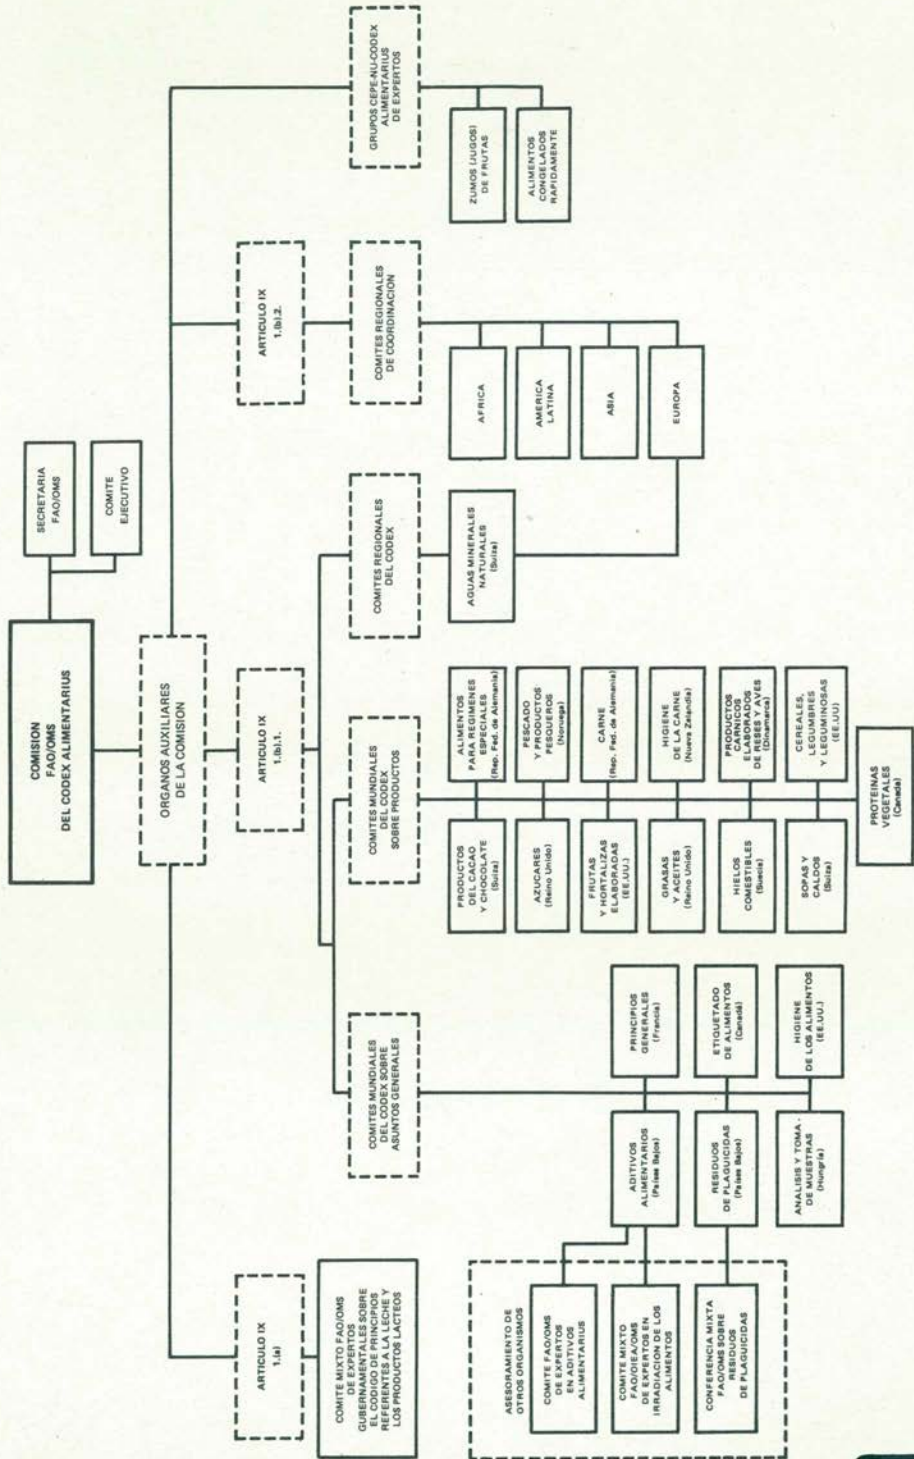 COMISION
FAO/OMS
DEL CODEX ALIMENTARIUS
SECRETARIA
FAO/OMS
COMITE
EJECUTIVO
ORGANOS AUXILIARES
DE LA COMISION
ARTICULO IX
1.(a)
COMITE MIXTO FAO/OMS
DE EXPERTOS
GUBERNAMENTALES SOBRE
EL CODIGO DE PRINCIPIOS
REFERENTES A LA LECHE Y
LOS PRODUCTOS LACTEOS
ARTICULO IX
1.(b).1.
ARTICULO IX
1.(b).2.
COMITES MUNDIALES
DEL CODEX SOBRE
ASUNTOS GENERALES
COMITES MUNDIALES
DEL CODEX
SOBRE PRODUCTOS
COMITES REGIONALES
DEL CODEX
COMITES REGIONALES
DE COORDINACION
GRUPOS CEPE-NU-CODEX
ALIMENTARIUS
DE EXPERTOS
ASESORAMIENTO DE
OTROS ORGANISMOS
COMITE FAO/OMS
DE EXPERTOS
EN ADITIVOS
ALIMENTARIUS
COMITE MIXTO
FAO/OIEA/OMS
DE EXPERTOS EN
IRRADIACION DE LOS
ALIMENTOS
CONFERENCIA MIXTA
FAO/OMS SOBRE
RESIDUOS
DE PLAGUICIDAS
ADITIVOS
ALIMENTARIOS
(Países Bajos)
PRINCIPIOS
GENERALES
(Francia)
RESIDUOS
DE PLAGUICIDAS
(Países Bajos)
ETIQUETADO
DE ALIMENTOS
(Canadá)
ANALISIS Y TOMA-
DE MUESTRAS
(Hungría)
HIGIENE
DE LOS ALIMENTOS
(EE.UU.)
PRODUCTOS
DEL CACAO
Y CHOCOLATE
(Suiza)
ALIMENTOS
PARA REGIMENES
ESPECIALES
(Rep. Fed. de Alemania)
AZUCARES
(Reino Unido)
PESCADO
Y PRODUCTOS
PESQUEROS
(Noruega)
FRUTAS
Y HORTALIZAS
ELABORADAS
(EE.UU.)
CARNE
(Rep. Fed. de Alemania)
GRASAS
Y ACEITES
(Reino Unido)
HIGIENE
DE LA CARNE
(Nueva Zelandia)
HIELOS
COMESTIBLES
(Suecia)
PRODUCTOS
CARNICOS
ELABORADOS
DE RESES Y AVES
(Dinamarca)
SOPAS Y
CALDOS
(Suiza)
CEREALES,
LEGUMBRES
Y LEGUMINOSAS
(EE.UU)
PROTEINAS
VEGETALES
(Canada)
AGUAS MINERALES
NATURALES
(Suiza)
AFRICA
AMERICA
LATINA
ASIA
EUROPA
ZUMOS (JUGOS)
DE FRUTAS
ALIMENTOS
CONGELADOS
RAPIDAMENTE